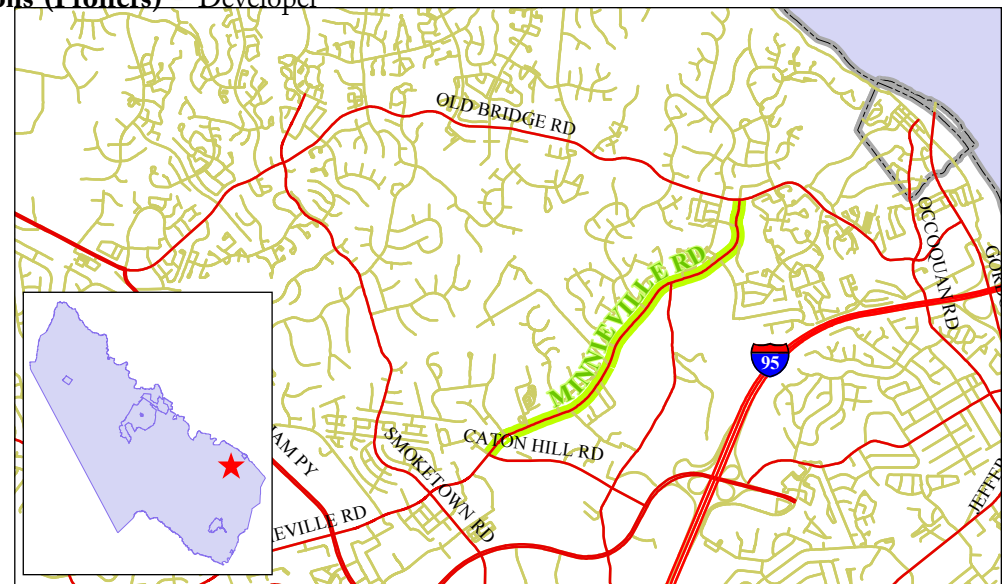 Developer
OLD BRIDGE RD
OCCOQUAN RD
MINNIEVILLE RD
95
CATON HILL RD
SMOKETOWN RD